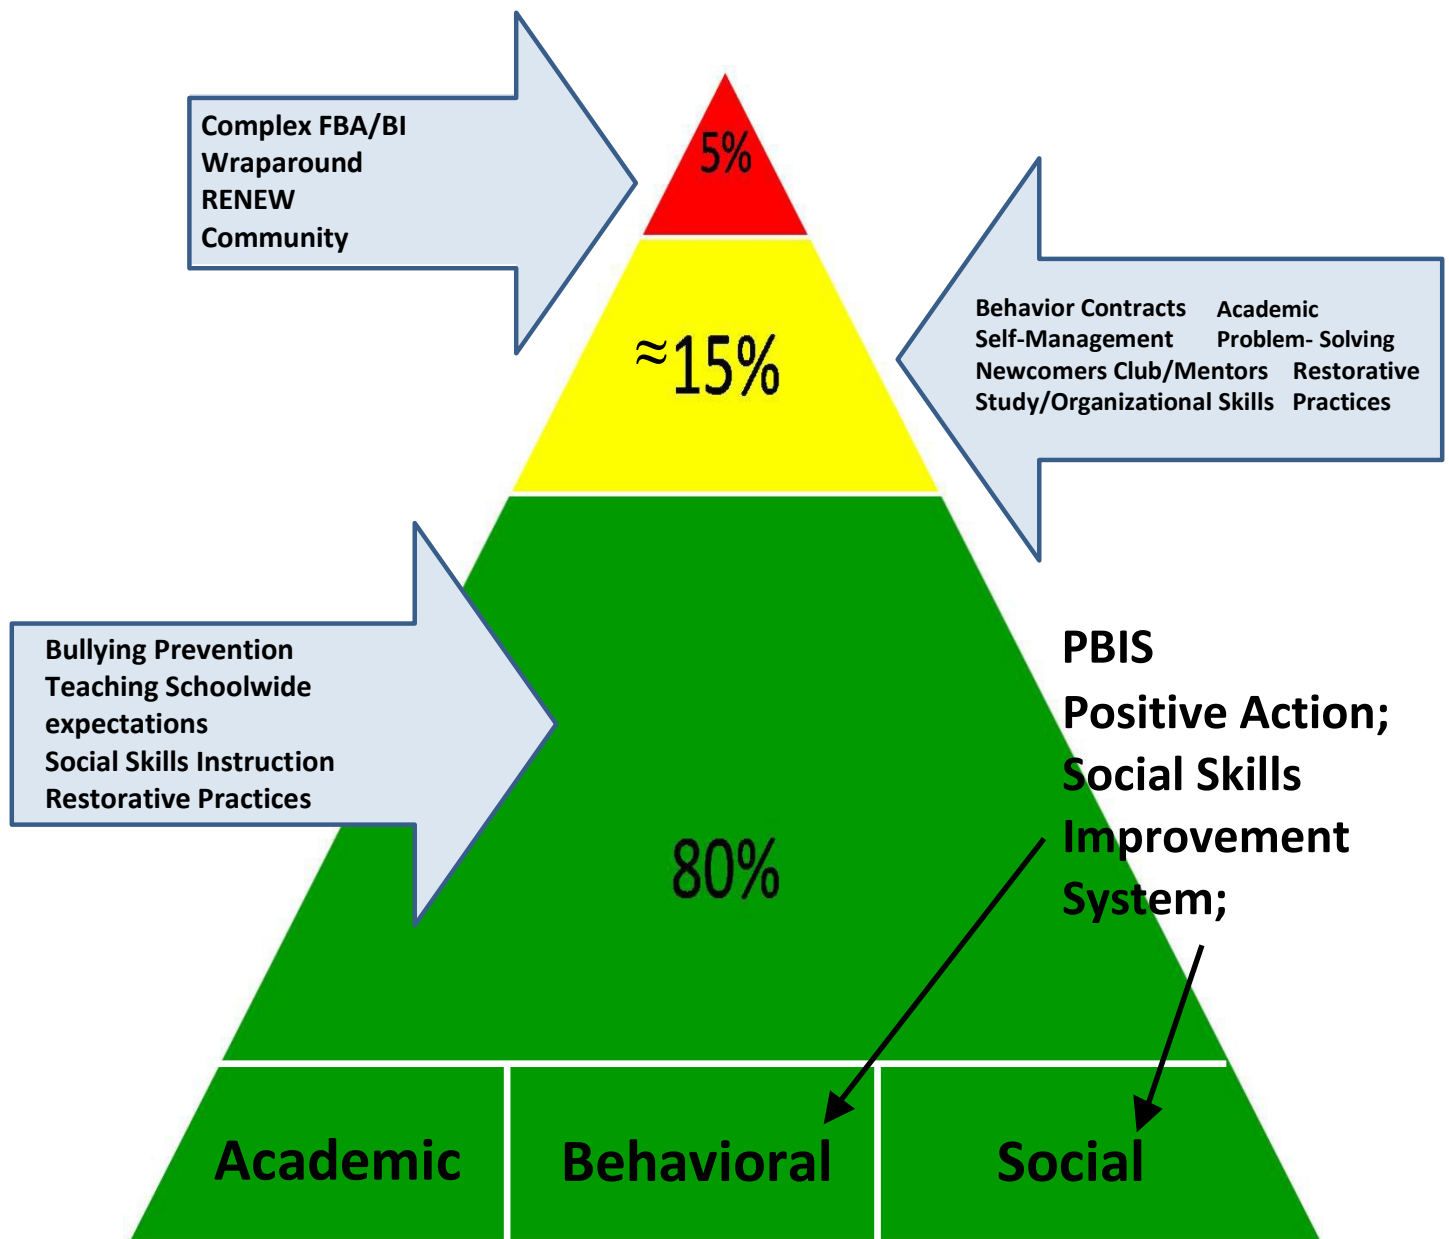 Complex FBA/BI
Wraparound
RENEW
Community
5%
≈15%
Behavior Contracts Academic
Self-Management Problem- Solving
Newcomers Club/Mentors Restorative
Study/Organizational Skills Practices
Bullying Prevention
Teaching Schoolwide
expectations
Social Skills Instruction
Restorative Practices
80%
PBIS
Positive Action;
Social Skills
Improvement
System;
Academic
Behavioral
Social